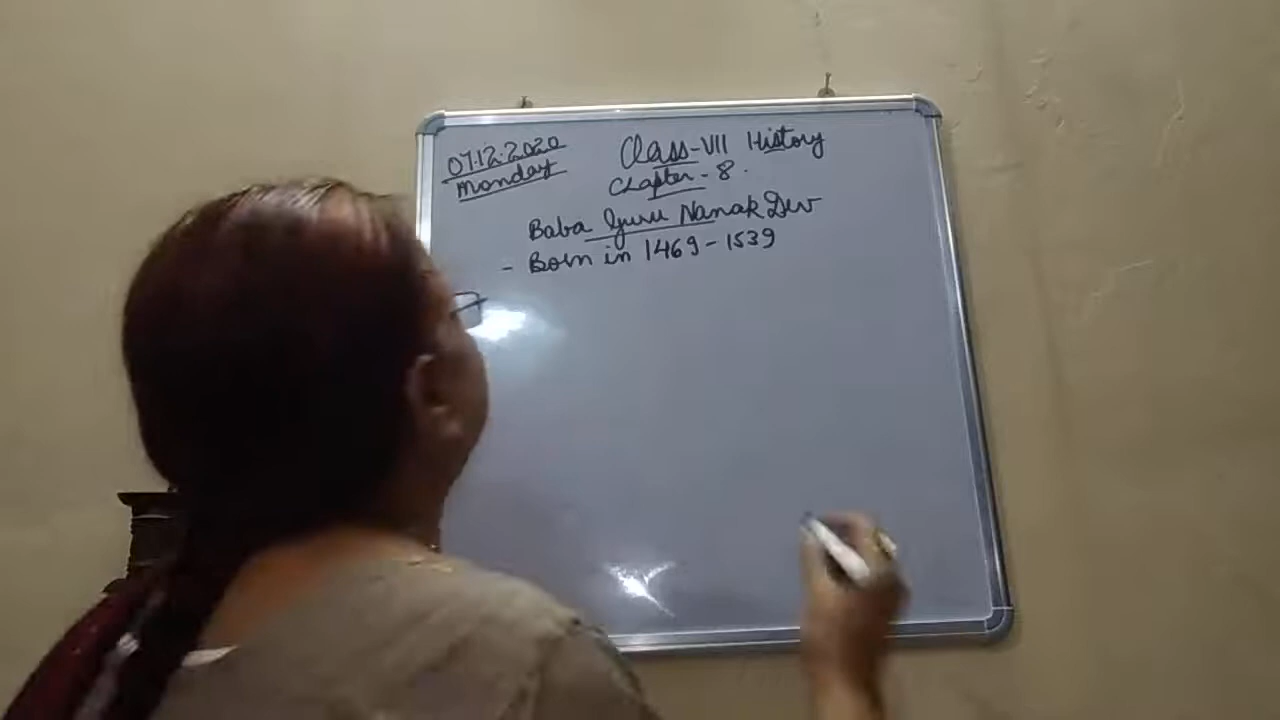 07.12.2020
Monday
Class-VII History
Chapter-8.
Baba Guru Nanak Dev
- Born in 1469-1539